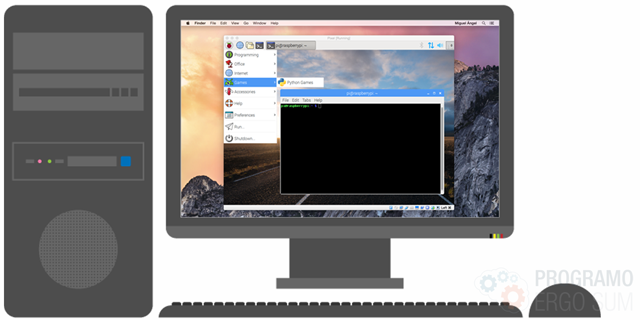 Finder File Edit View Go Window Help
Miguel Ángel
Pixel [Running]
pi@raspberrypi: ~
Programming
Office
Internet
Games
Python Games
Accessories
Help
Preferences
Run...
Shutdown...
pi@raspberrypi: ~
File Edit Tabs Help
pi@raspberrypi:~ $
Left ⌘
PROGRAMO
ERGO SUM